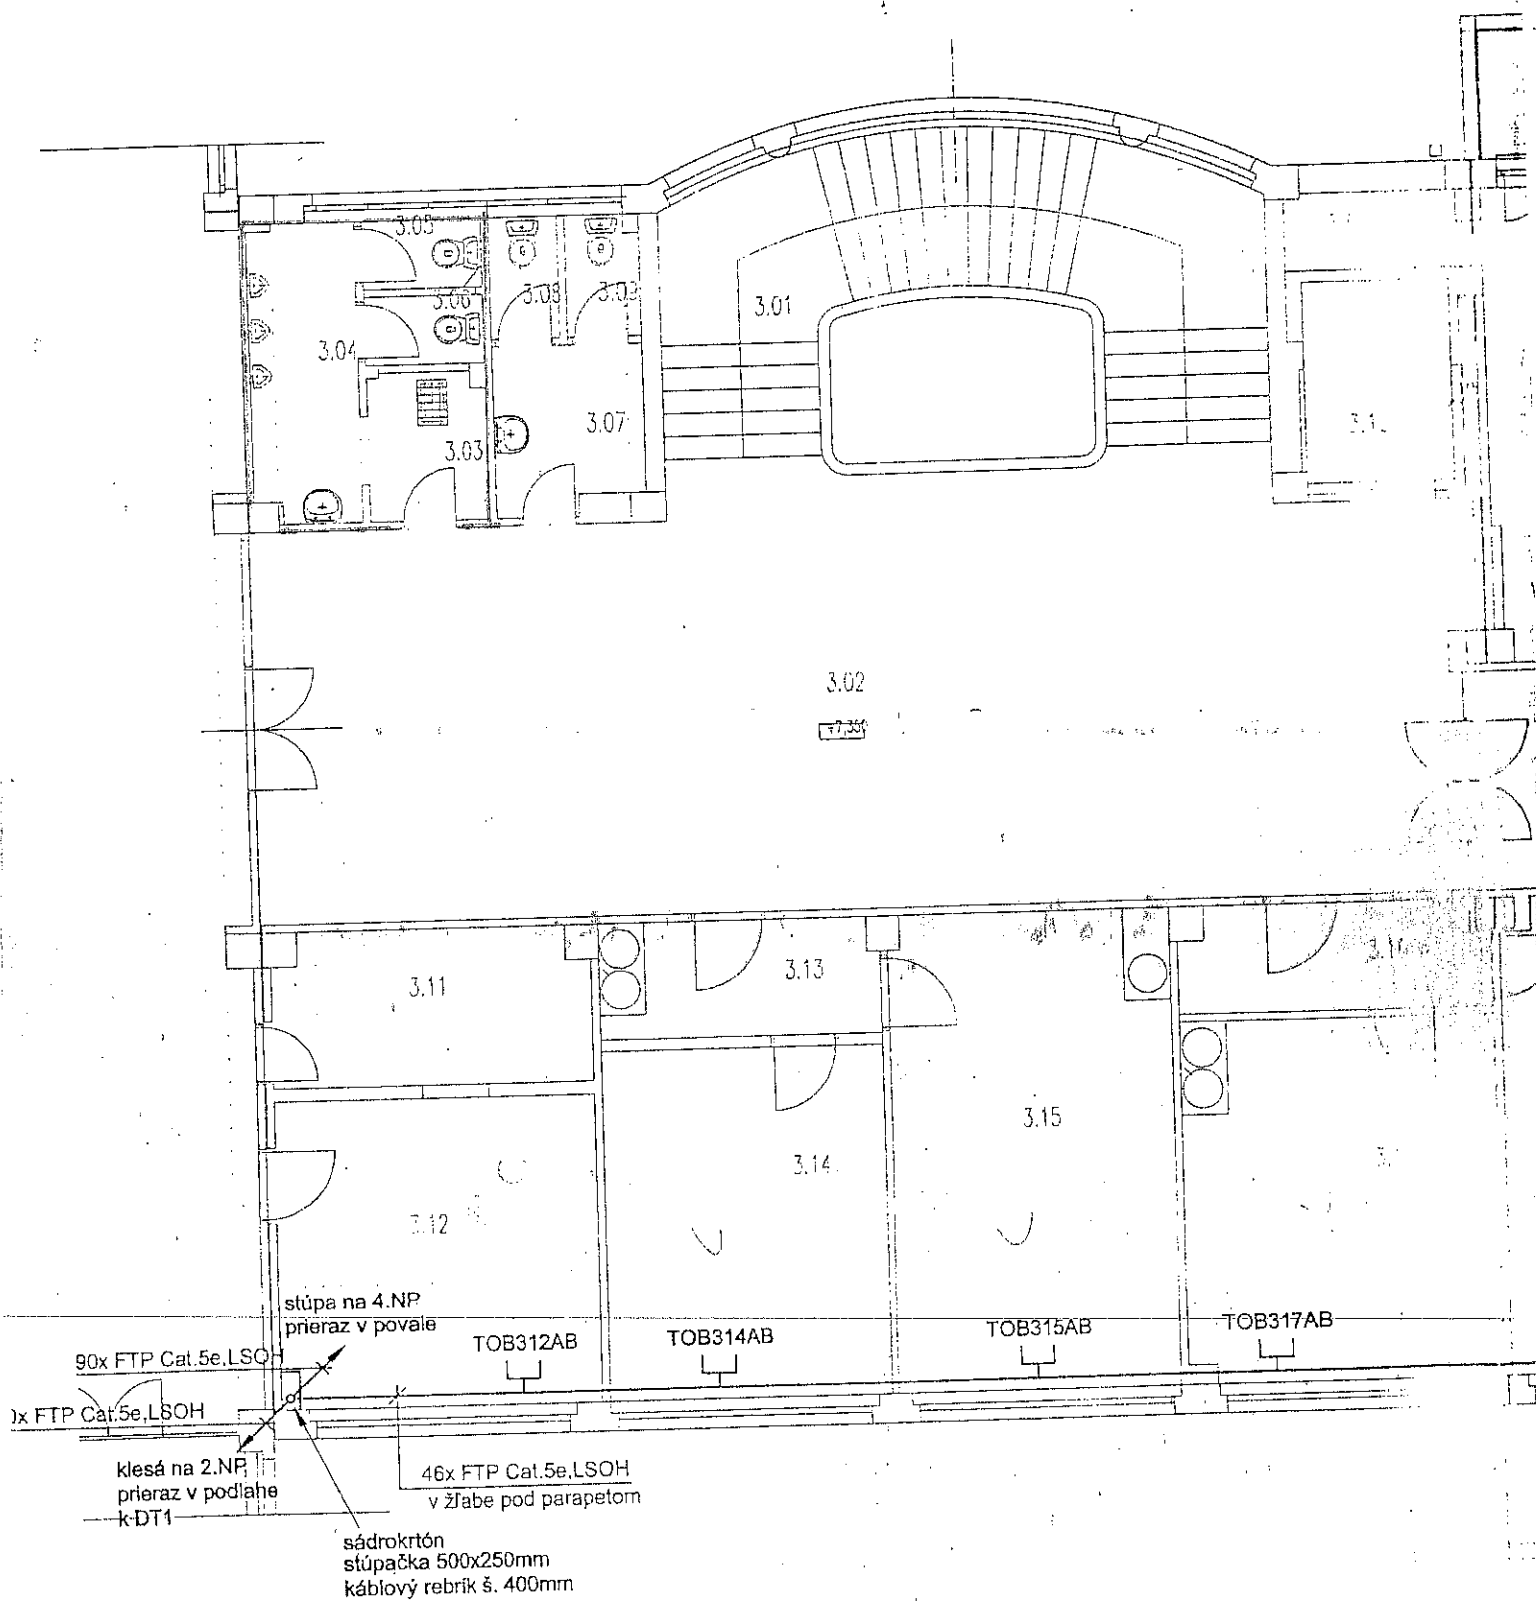 3.05
3.06
3.08
3.09
3.01
3.04
3.07
3.03
3.02
3.11
3.13
3.15
3.14
3.12
stúpa na 4.NP
prieraz v povale
TOB312AB
TOB314AB
TOB315AB
TOB317AB
90x FTP Cat.5e,LSOH
x FTP Cat.5e,LSOH
klesá na 2.NP
prieraz v podlahe
k DT1
46x FTP Cat.5e,LSOH
v žľabe pod parapetom
sádrokrtón
stúpačka 500x250mm
káblový rebrík š. 400mm